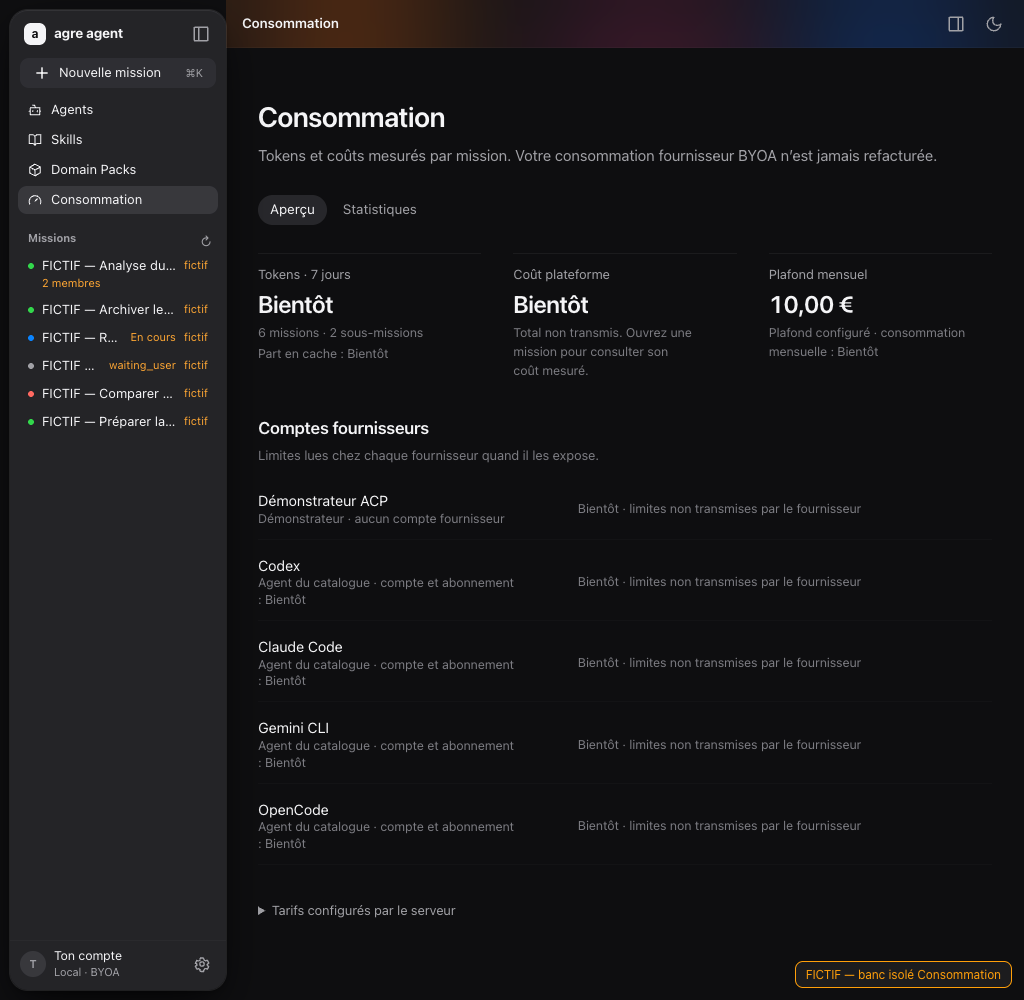 a agre agent
Nouvelle mission ⌘K
Agents
Skills
Domain Packs
Consommation
Missions
FICTIF — Analyse du… fictif
2 membres
FICTIF — Archiver le… fictif
FICTIF — R… En cours fictif
FICTIF … waiting_user fictif
FICTIF — Comparer … fictif
FICTIF — Préparer la… fictif
T Ton compte
Local · BYOA
Consommation
Consommation
Tokens et coûts mesurés par mission. Votre consommation fournisseur BYOA n’est jamais refacturée.
Aperçu Statistiques
Tokens · 7 jours
Bientôt
6 missions · 2 sous-missions
Part en cache : Bientôt
Coût plateforme
Bientôt
Total non transmis. Ouvrez une
mission pour consulter son
coût mesuré.
Plafond mensuel
10,00 €
Plafond configuré · consommation
mensuelle : Bientôt
Comptes fournisseurs
Limites lues chez chaque fournisseur quand il les expose.
Démonstrateur ACP
Démonstrateur · aucun compte fournisseur
Bientôt · limites non transmises par le fournisseur
Codex
Agent du catalogue · compte et abonnement
: Bientôt
Bientôt · limites non transmises par le fournisseur
Claude Code
Agent du catalogue · compte et abonnement
: Bientôt
Bientôt · limites non transmises par le fournisseur
Gemini CLI
Agent du catalogue · compte et abonnement
: Bientôt
Bientôt · limites non transmises par le fournisseur
OpenCode
Agent du catalogue · compte et abonnement
: Bientôt
Bientôt · limites non transmises par le fournisseur
Tarifs configurés par le serveur
FICTIF — banc isolé Consommation